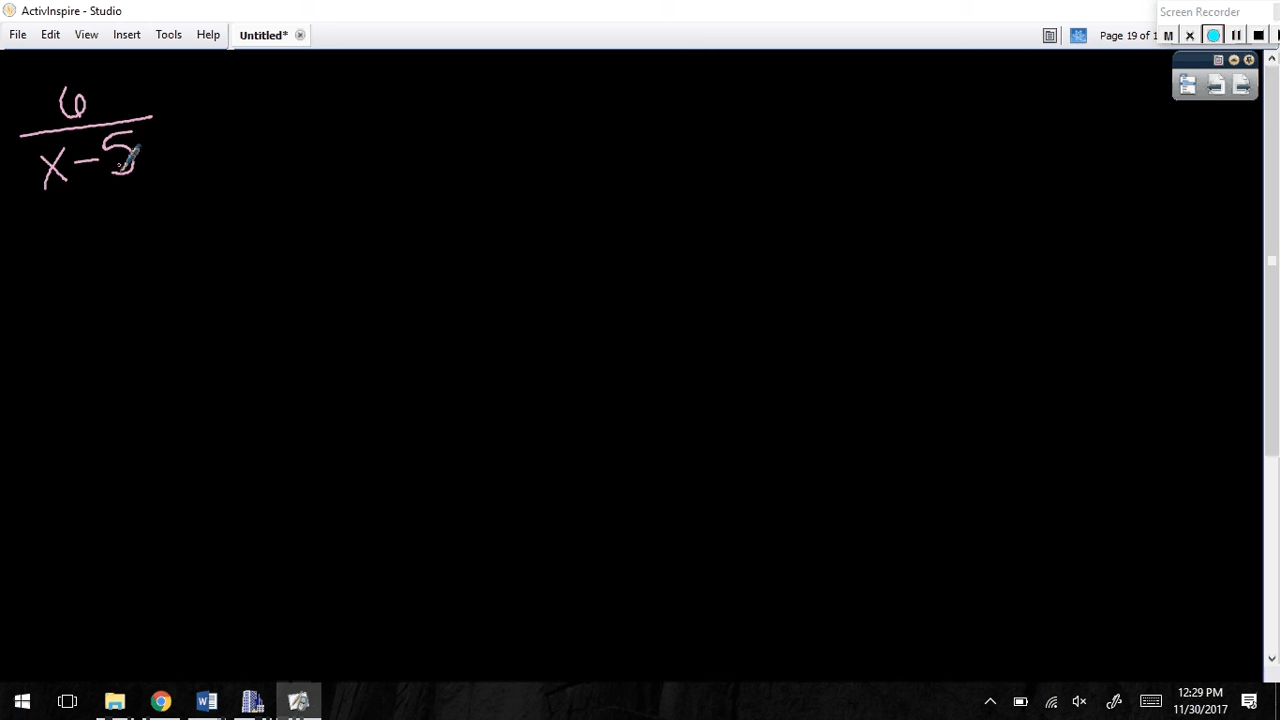 ActivInspire - Studio
Screen Recorder
File Edit View Insert Tools Help Untitled* Page 19 of 1
M
6
x - 5
12:29 PM
11/30/2017